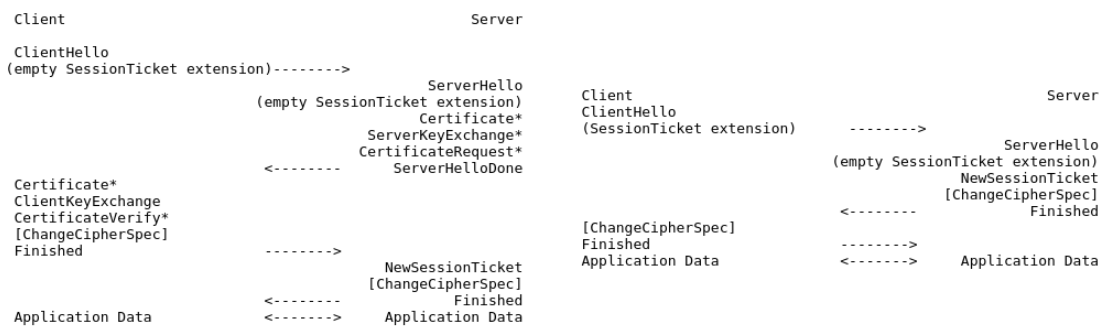 Client                                               Server

ClientHello
(empty SessionTicket extension)-------->
                                                 ServerHello
                             (empty SessionTicket extension)
                                                Certificate*
                                          ServerKeyExchange*
                                         CertificateRequest*
                              <--------      ServerHelloDone
Certificate*
ClientKeyExchange
CertificateVerify*
[ChangeCipherSpec]
Finished                     -------->
                                            NewSessionTicket
                                          [ChangeCipherSpec]
                              <--------             Finished
Application Data             <------->     Application Data

Client                                                Server
ClientHello
(SessionTicket extension)      -------->
                                                 ServerHello
                             (empty SessionTicket extension)
                                            NewSessionTicket
                                          [ChangeCipherSpec]
                              <--------             Finished
[ChangeCipherSpec]
Finished                      -------->
Application Data              <------->     Application Data